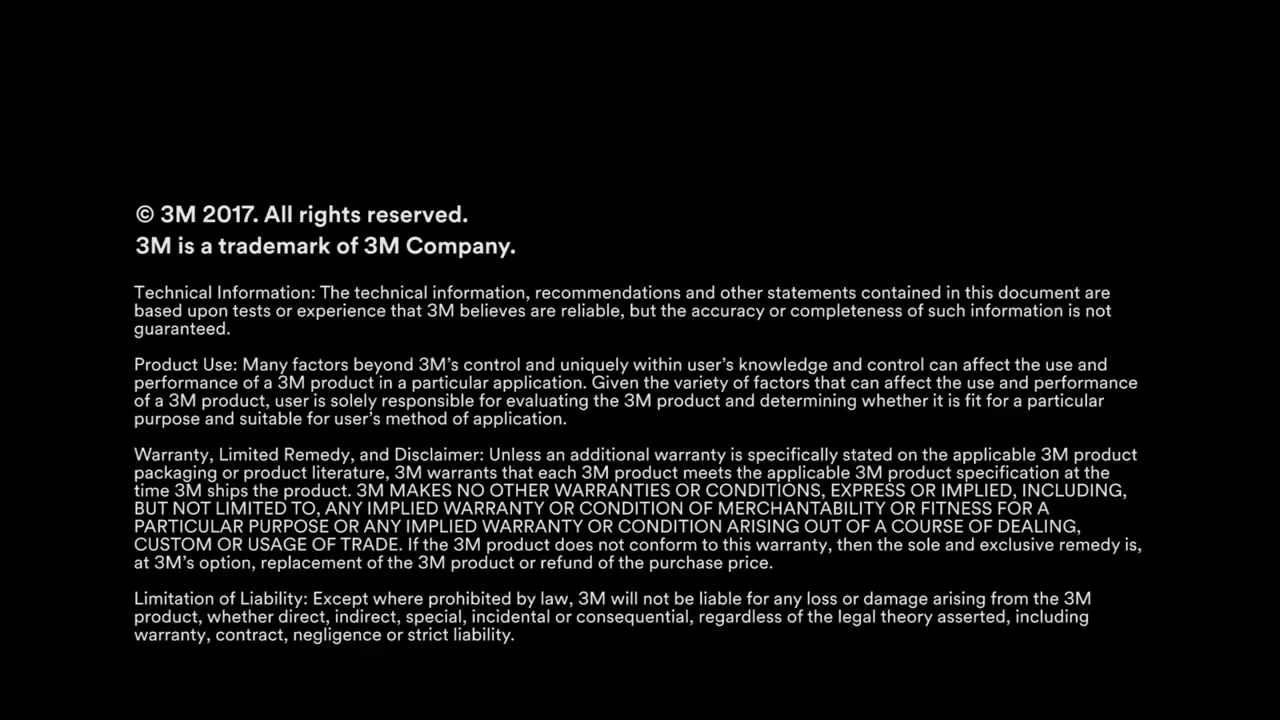 © 3M 2017. All rights reserved.
3M is a trademark of 3M Company.
Technical Information: The technical information, recommendations and other statements contained in this document are
based upon tests or experience that 3M believes are reliable, but the accuracy or completeness of such information is not
guaranteed.
Product Use: Many factors beyond 3M’s control and uniquely within user’s knowledge and control can affect the use and
performance of a 3M product in a particular application. Given the variety of factors that can affect the use and performance
of a 3M product, user is solely responsible for evaluating the 3M product and determining whether it is fit for a particular
purpose and suitable for user’s method of application.
Warranty, Limited Remedy, and Disclaimer: Unless an additional warranty is specifically stated on the applicable 3M product
packaging or product literature, 3M warrants that each 3M product meets the applicable 3M product specification at the
time 3M ships the product. 3M MAKES NO OTHER WARRANTIES OR CONDITIONS, EXPRESS OR IMPLIED, INCLUDING,
BUT NOT LIMITED TO, ANY IMPLIED WARRANTY OR CONDITION OF MERCHANTABILITY OR FITNESS FOR A
PARTICULAR PURPOSE OR ANY IMPLIED WARRANTY OR CONDITION ARISING OUT OF A COURSE OF DEALING,
CUSTOM OR USAGE OF TRADE. If the 3M product does not conform to this warranty, then the sole and exclusive remedy is,
at 3M’s option, replacement of the 3M product or refund of the purchase price.
Limitation of Liability: Except where prohibited by law, 3M will not be liable for any loss or damage arising from the 3M
product, whether direct, indirect, special, incidental or consequential, regardless of the legal theory asserted, including
warranty, contract, negligence or strict liability.